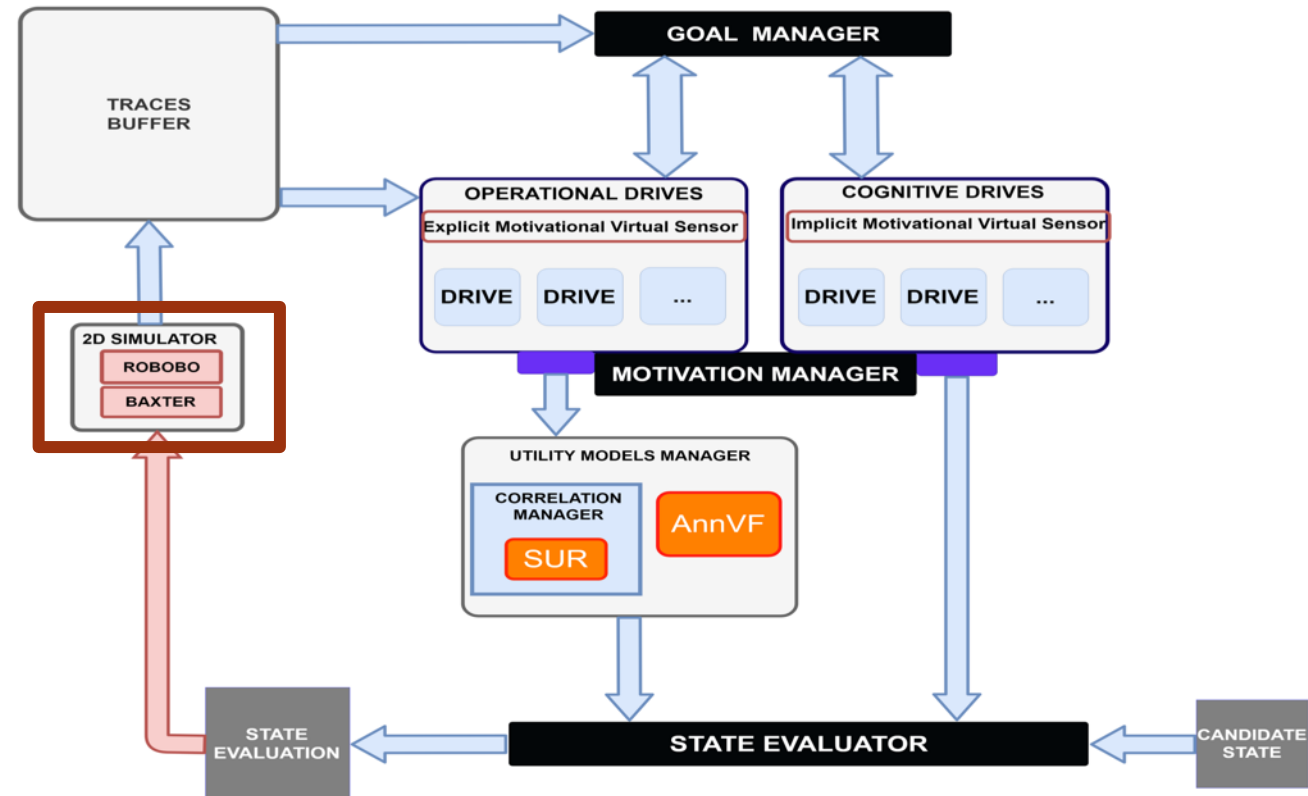 GOAL MANAGER
TRACES
BUFFER
OPERATIONAL DRIVES
Explicit Motivational Virtual Sensor
DRIVE
DRIVE
...
COGNITIVE DRIVES
Implicit Motivational Virtual Sensor
DRIVE
DRIVE
...
2D SIMULATOR
ROBOBO
BAXTER
MOTIVATION MANAGER
UTILITY MODELS MANAGER
CORRELATION
MANAGER
SUR
AnnVF
STATE
EVALUATION
STATE EVALUATOR
CANDIDATE
STATE